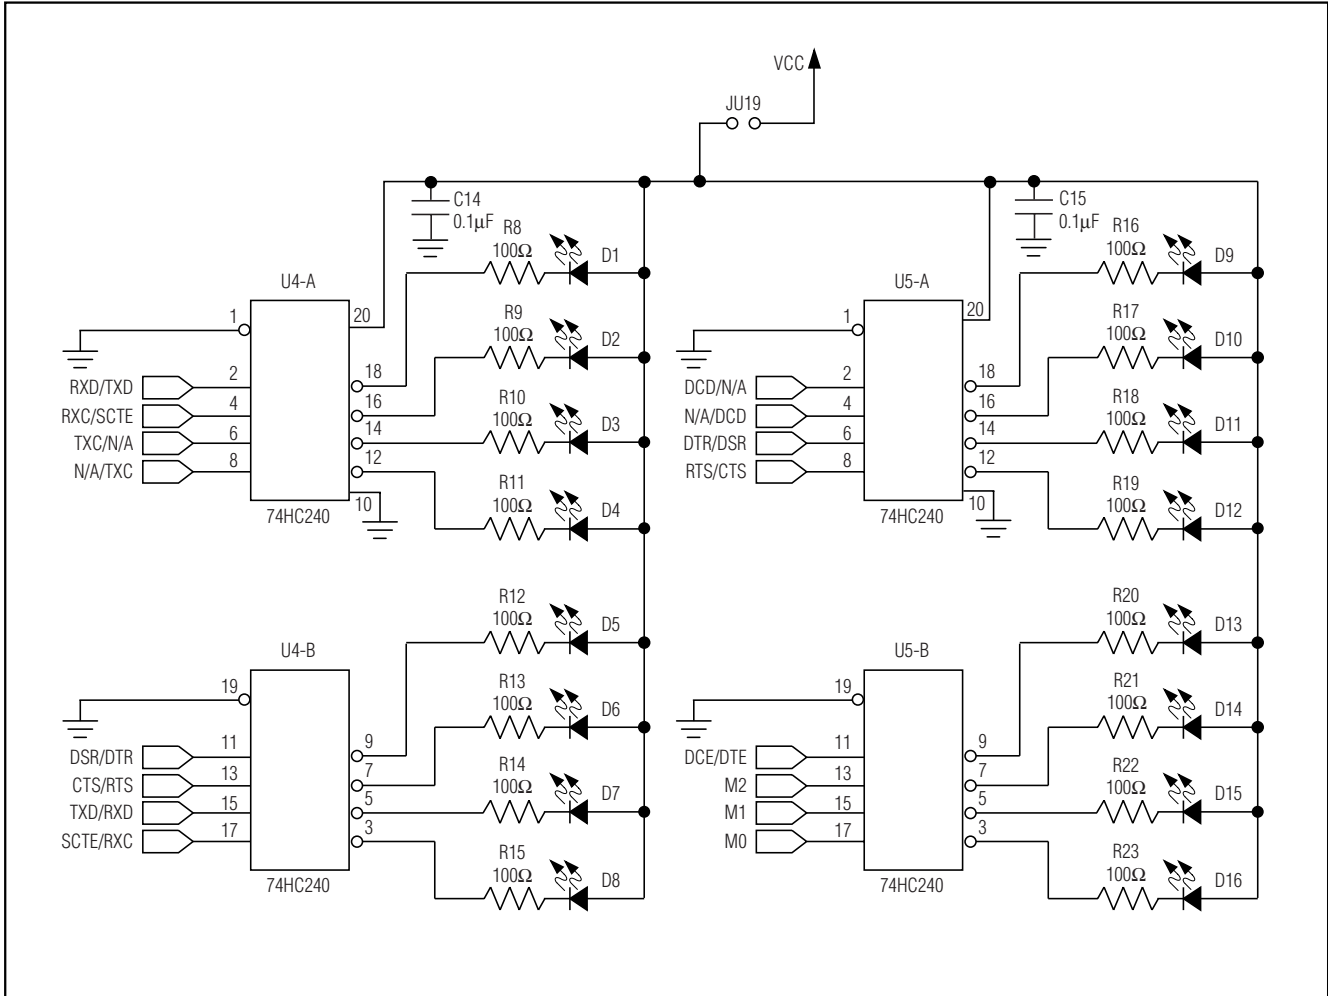 VCC
JU19
C14
0.1µF
C15
0.1µF
R8
100Ω
D1
R16
100Ω
D9
U4-A
1
20
R9
100Ω
D2
U5-A
1
20
R17
100Ω
D10
RXD/TXD
2
18
DCD/N/A
2
18
RXC/SCTE
4
16
N/A/DCD
4
16
R10
100Ω
D3
R18
100Ω
D11
TXC/N/A
6
14
DTR/DSR
6
14
N/A/TXC
8
12
RTS/CTS
8
12
R11
100Ω
D4
R19
100Ω
D12
10
74HC240
10
74HC240
R12
100Ω
D5
R20
100Ω
D13
U4-B
19
U5-B
19
R13
100Ω
D6
R21
100Ω
D14
DSR/DTR
11
9
DCE/DTE
11
9
CTS/RTS
13
7
M2
13
7
R14
100Ω
D7
R22
100Ω
D15
TXD/RXD
15
5
M1
15
5
SCTE/RXC
17
3
M0
17
3
R15
100Ω
D8
R23
100Ω
D16
74HC240
74HC240